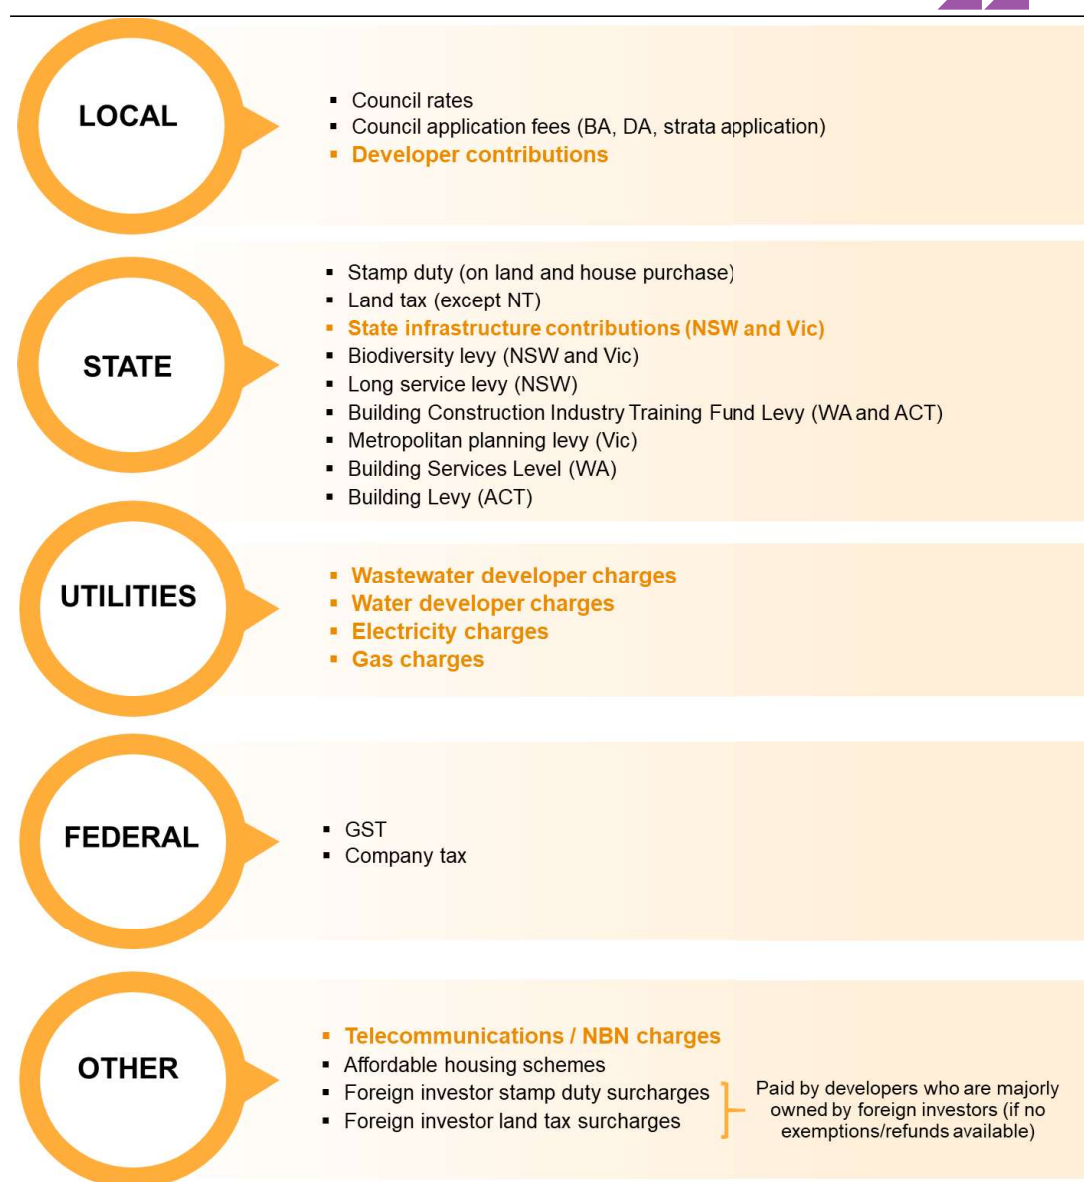 LOCAL
▪ Council rates
▪ Council application fees (BA, DA, strata application)
▪ Developer contributions
STATE
▪ Stamp duty (on land and house purchase)
▪ Land tax (except NT)
▪ State infrastructure contributions (NSW and Vic)
▪ Biodiversity levy (NSW and Vic)
▪ Long service levy (NSW)
▪ Building Construction Industry Training Fund Levy (WA and ACT)
▪ Metropolitan planning levy (Vic)
▪ Building Services Level (WA)
▪ Building Levy (ACT)
UTILITIES
▪ Wastewater developer charges
▪ Water developer charges
▪ Electricity charges
▪ Gas charges
FEDERAL
▪ GST
▪ Company tax
OTHER
▪ Telecommunications / NBN charges
▪ Affordable housing schemes
▪ Foreign investor stamp duty surcharges
▪ Foreign investor land tax surcharges
Paid by developers who are majorly
owned by foreign investors (if no
exemptions/refunds available)